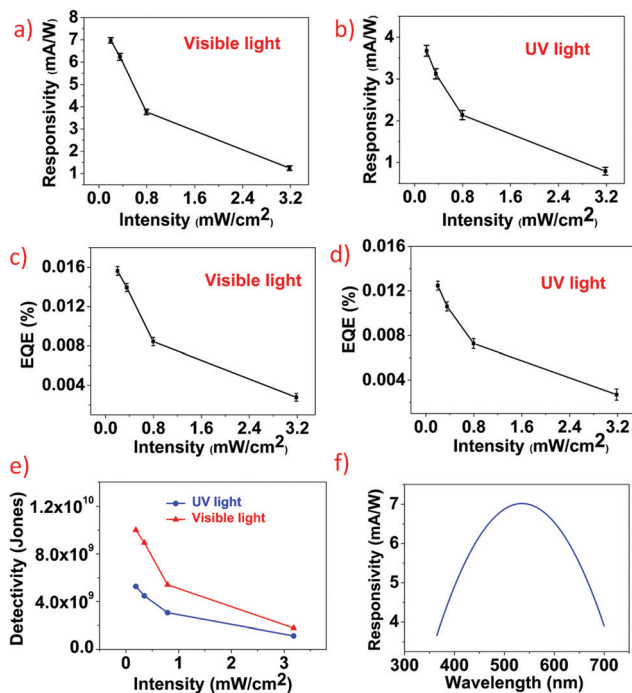 a)
Visible light
Responsivity (mA/W)
8
7
6
5
4
3
2
1
0.0 0.8 1.6 2.4 3.2
Intensity (mW/cm2)
b)
UV light
Responsivity (mA/W)
4
3
2
1
0.0 0.8 1.6 2.4 3.2
Intensity (mW/cm2)
c)
Visible light
EQE (%)
0.016
0.012
0.008
0.004
0.0 0.8 1.6 2.4 3.2
Intensity (mW/cm2)
d)
UV light
EQE (%)
0.016
0.012
0.008
0.004
0.0 0.8 1.6 2.4 3.2
Intensity (mW/cm2)
e)
UV light
Visible light
Detectivity (Jones)
1.2x10^10
8.0x10^9
4.0x10^9
0.0
0 1 2 3
Intensity (mW/cm2)
f)
Responsivity (mA/W)
7
6
5
4
300 400 500 600 700
Wavelength (nm)